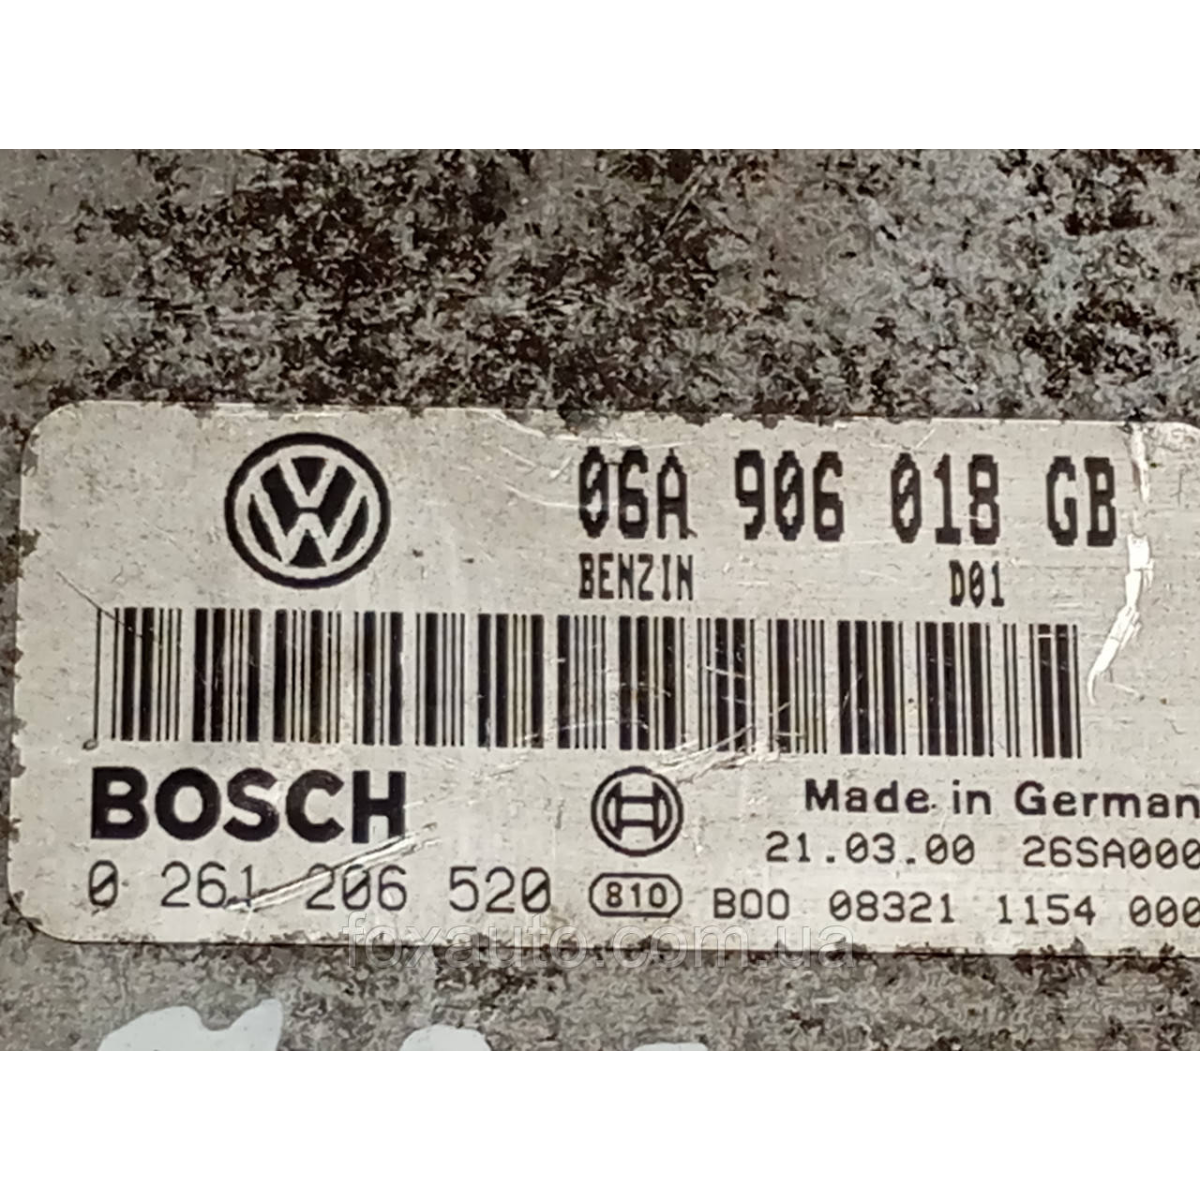 06A 906 018 GB
BENZIN D01
BOSCH
Made in German
0 261 206 520
21.03.00 26SA000
810
B00 08321 1154 000
foxauto.com.ua